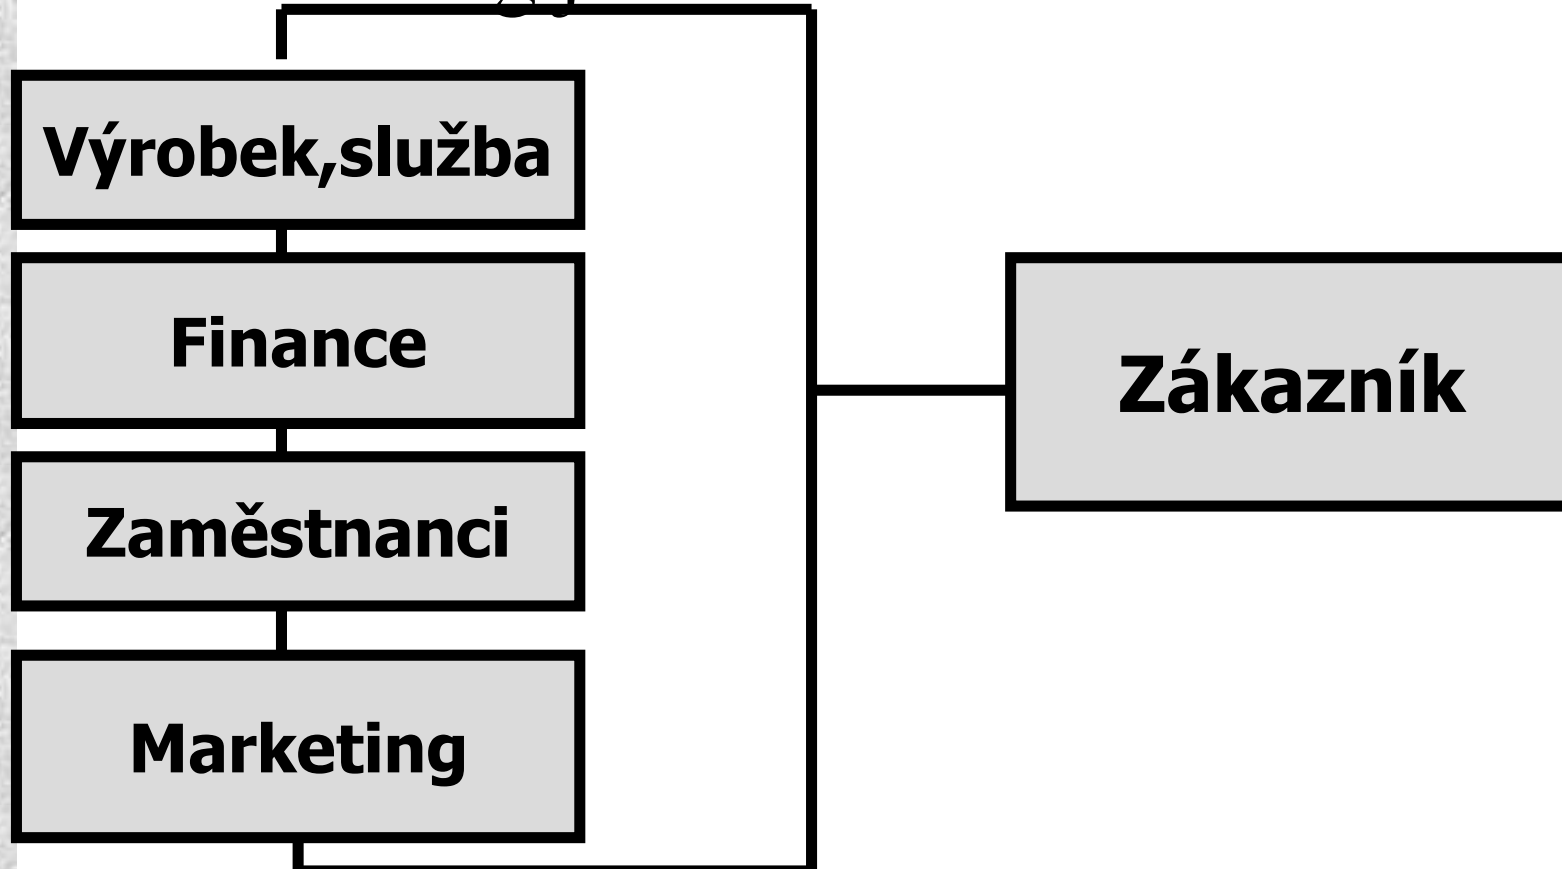 Výrobek,služba
Finance
Zákazník
Zaměstnanci
Marketing